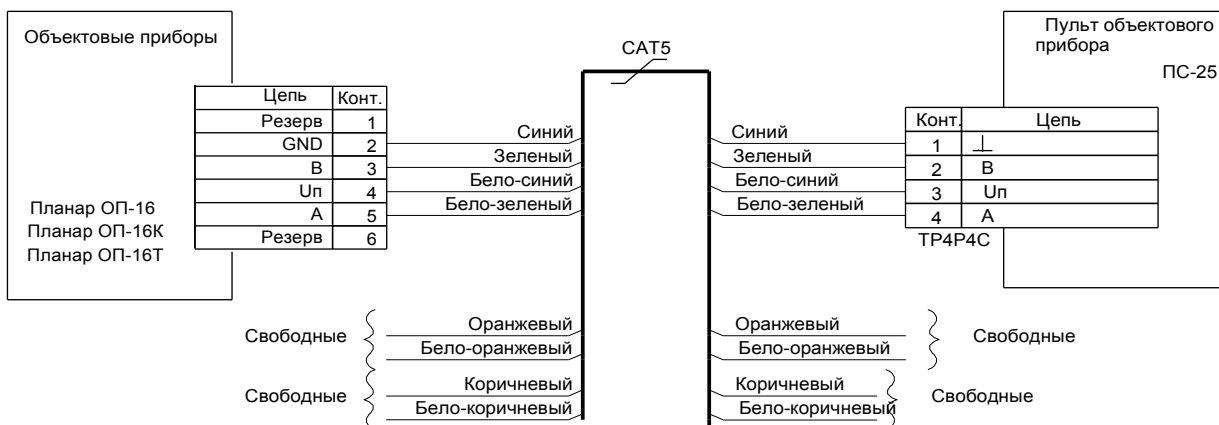 Объектовые приборы
Планар ОП-16
Планар ОП-16К
Планар ОП-16Т
Цепь Конт.
Резерв 1
GND 2
B 3
Uп 4
A 5
Резерв 6
Синий
Зеленый
Бело-синий
Бело-зеленый
CAT5
Синий
Зеленый
Бело-синий
Бело-зеленый
Пульт объектового
прибора
ПС-25
Конт. Цепь
1
2 B
3 Uп
4 A
TP4P4C
Свободные
Оранжевый
Бело-оранжевый
Оранжевый
Бело-оранжевый
Свободные
Свободные
Коричневый
Бело-коричневый
Коричневый
Бело-коричневый
Свободные